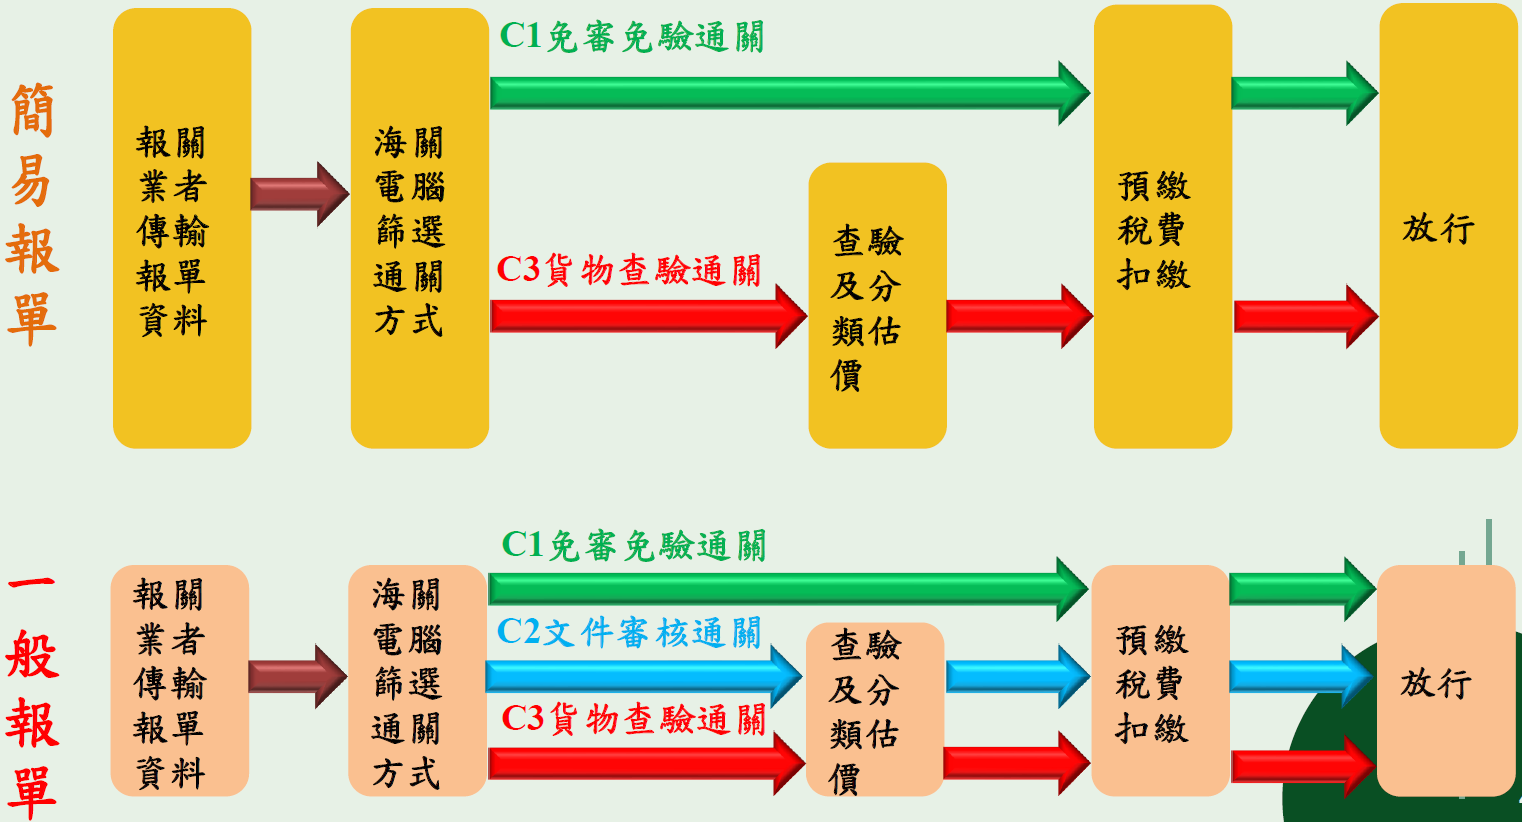 簡易報單
報關
業者
傳輸
報單
資料
海關
電腦
篩選
通關
方式
C1免審免驗通關
C3貨物查驗通關
查驗
及分
類估
價
預繳
稅費
扣繳
放行
一般報單
報關
業者
傳輸
報單
資料
海關
電腦
篩選
通關
方式
C1免審免驗通關
C2文件審核通關
C3貨物查驗通關
查驗
及分
類估
價
預繳
稅費
扣繳
放行